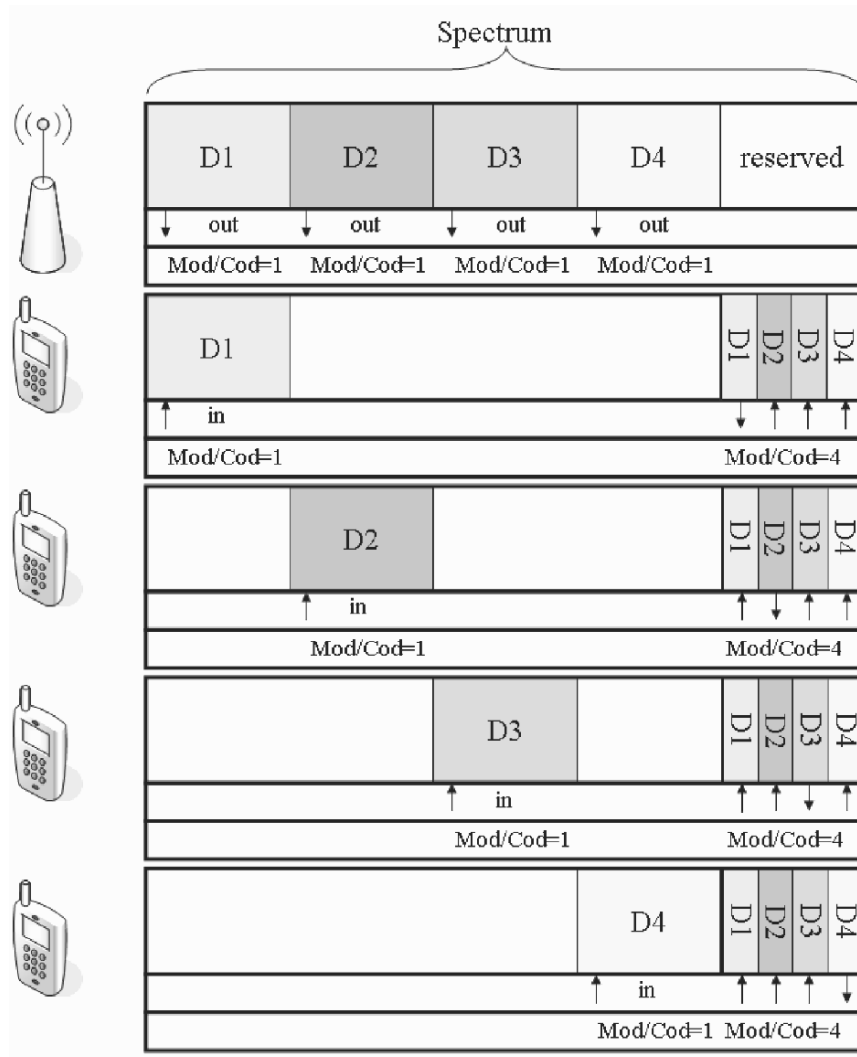 Spectrum
D1 D2 D3 D4 reserved
out out out out
Mod/Cod=1 Mod/Cod=1 Mod/Cod=1 Mod/Cod=1
D1 D1 D2 D3 D4
in
Mod/Cod=1 Mod/Cod=4
D2 D1 D2 D3 D4
in
Mod/Cod=1 Mod/Cod=4
D3 D1 D2 D3 D4
in
Mod/Cod=1 Mod/Cod=4
D4 D1 D2 D3 D4
in
Mod/Cod=1 Mod/Cod=4